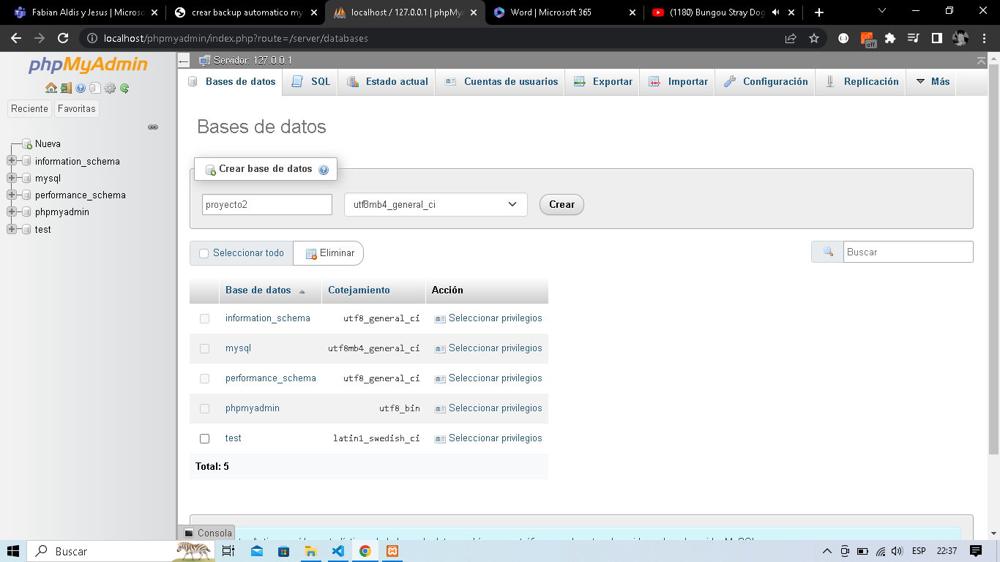 Fabian Aldis y Jesus | Microso
crear backup automatico my
localhost / 127.0.0.1 | phpMy
Word | Microsoft 365
(1180) Bungou Stray Dog
localhost/phpmyadmin/index.php?route=/server/databases
off
phpMyAdmin
Reciente
Favoritas
Nueva
information_schema
mysql
performance_schema
phpmyadmin
test
Servidor: 127.0.0.1
Bases de datos
SQL
Estado actual
Cuentas de usuarios
Exportar
Importar
Configuración
Replicación
Más
Bases de datos
Crear base de datos
proyecto2
utf8mb4_general_ci
Crear
Seleccionar todo
Eliminar
Buscar
Base de datos
Cotejamiento
Acción
information_schema utf8_general_ci Seleccionar privilegios
mysql utf8mb4_general_ci Seleccionar privilegios
performance_schema utf8_general_ci Seleccionar privilegios
phpmyadmin utf8_bin Seleccionar privilegios
test latin1_swedish_ci Seleccionar privilegios
Total: 5
Consola
Buscar
ESP
22:37